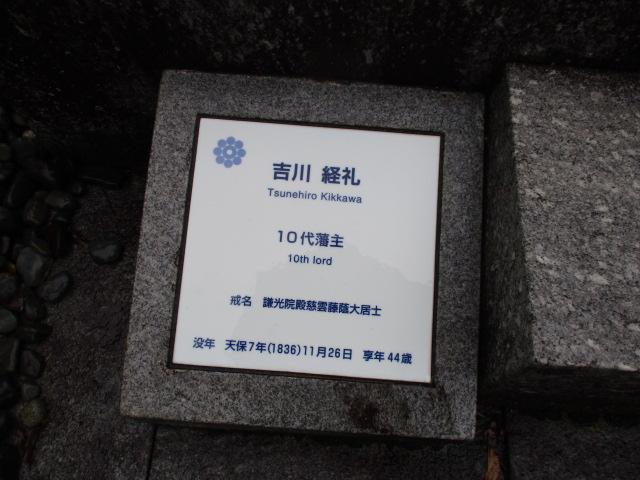 吉川 経礼
Tsunehiro Kikkawa
10代藩主
10th lord
戒名 謙光院殿慈雲藤蔭大居士
没年 天保7年(1836)11月26日 享年44歳